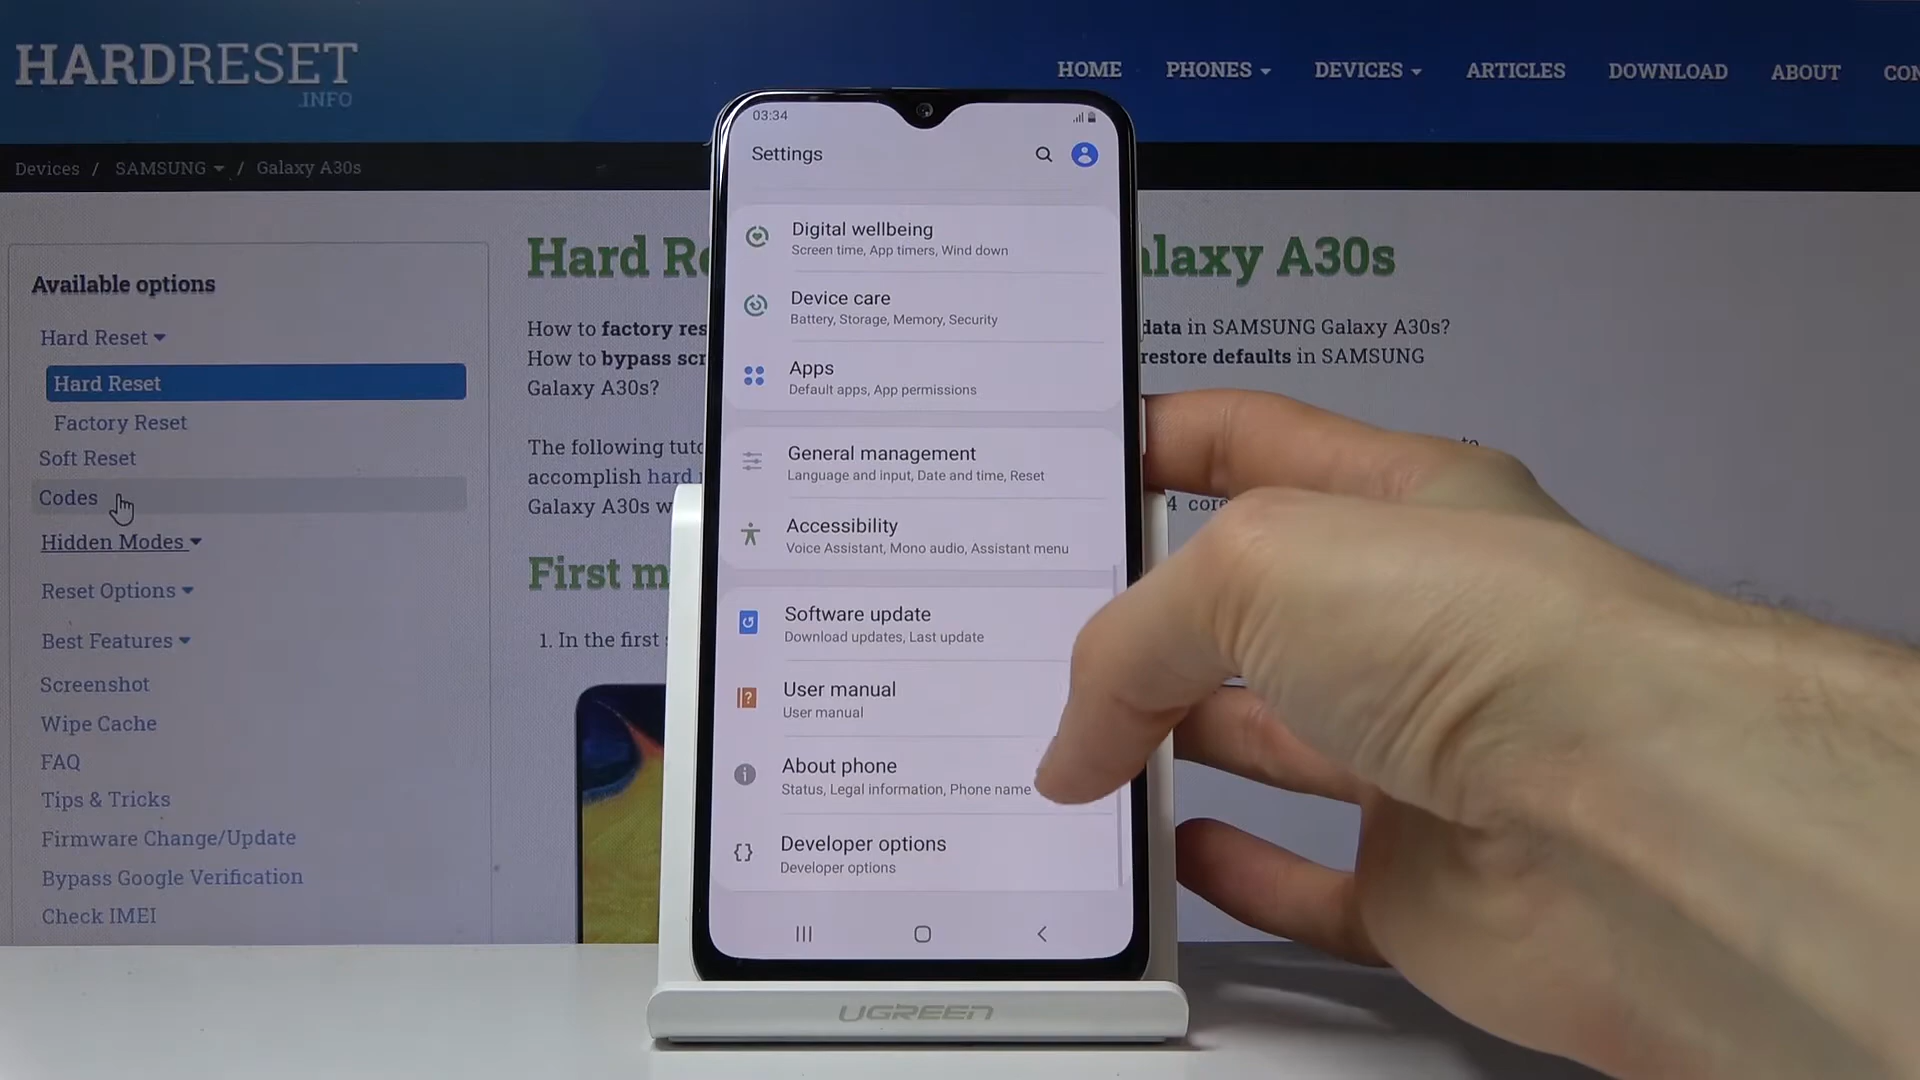 HARDRESET
.INFO
HOME PHONES DEVICES ARTICLES DOWNLOAD ABOUT
Devices / SAMSUNG / Galaxy A30s
Available options
Hard Reset
Hard Reset
Factory Reset
Soft Reset
Codes
Hidden Modes
Reset Options
Best Features
Screenshot
Wipe Cache
FAQ
Tips & Tricks
Firmware Change/Update
Bypass Google Verification
Check IMEI
Hard
A30s
How to factory
data in SAMSUNG Galaxy A30s?
How to bypass
restore defaults in SAMSUNG
Galaxy A30s?
The following
to
accomplish hard
Galaxy A30s
4
First
1. In the first
03:34
Settings
Digital wellbeing
Screen time, App timers, Wind down
Device care
Battery, Storage, Memory, Security
Apps
Default apps, App permissions
General management
Language and input, Date and time, Reset
Accessibility
Voice Assistant, Mono audio, Assistant menu
Software update
Download updates, Last update
User manual
User manual
About phone
Status, Legal information, Phone name
Developer options
Developer options
UGREEN